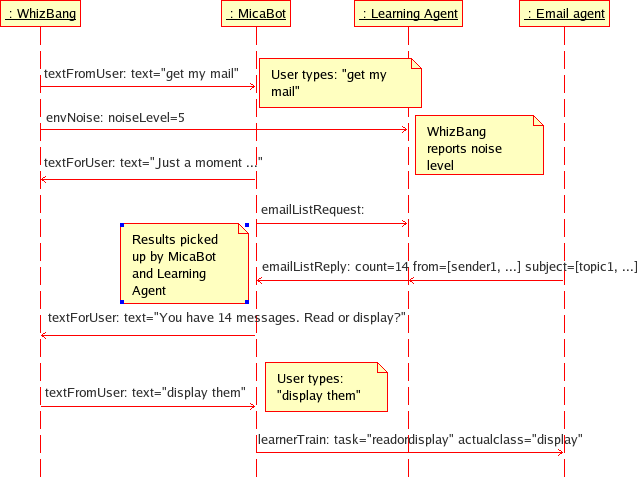 : WhizBang
: MicaBot
: Learning Agent
: Email agent
textFromUser: text="get my mail"
User types: "get my
mail"
envNoise: noiseLevel=5
WhizBang
reports noise
level
textForUser: text="Just a moment ..."
emailListRequest:
Results picked
up by MicaBot
and Learning
Agent
emailListReply: count=14 from=[sender1, ...] subject=[topic1, ...]
textForUser: text="You have 14 messages. Read or display?"
textFromUser: text="display them"
User types:
"display them"
learnerTrain: task="readordisplay" actualclass="display"